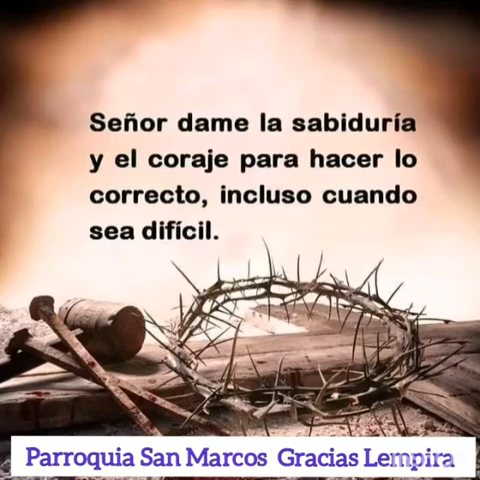 Señor dame la sabiduría
y el coraje para hacer lo
correcto, incluso cuando
sea difícil.
Parroquia San Marcos Gracias Lempira